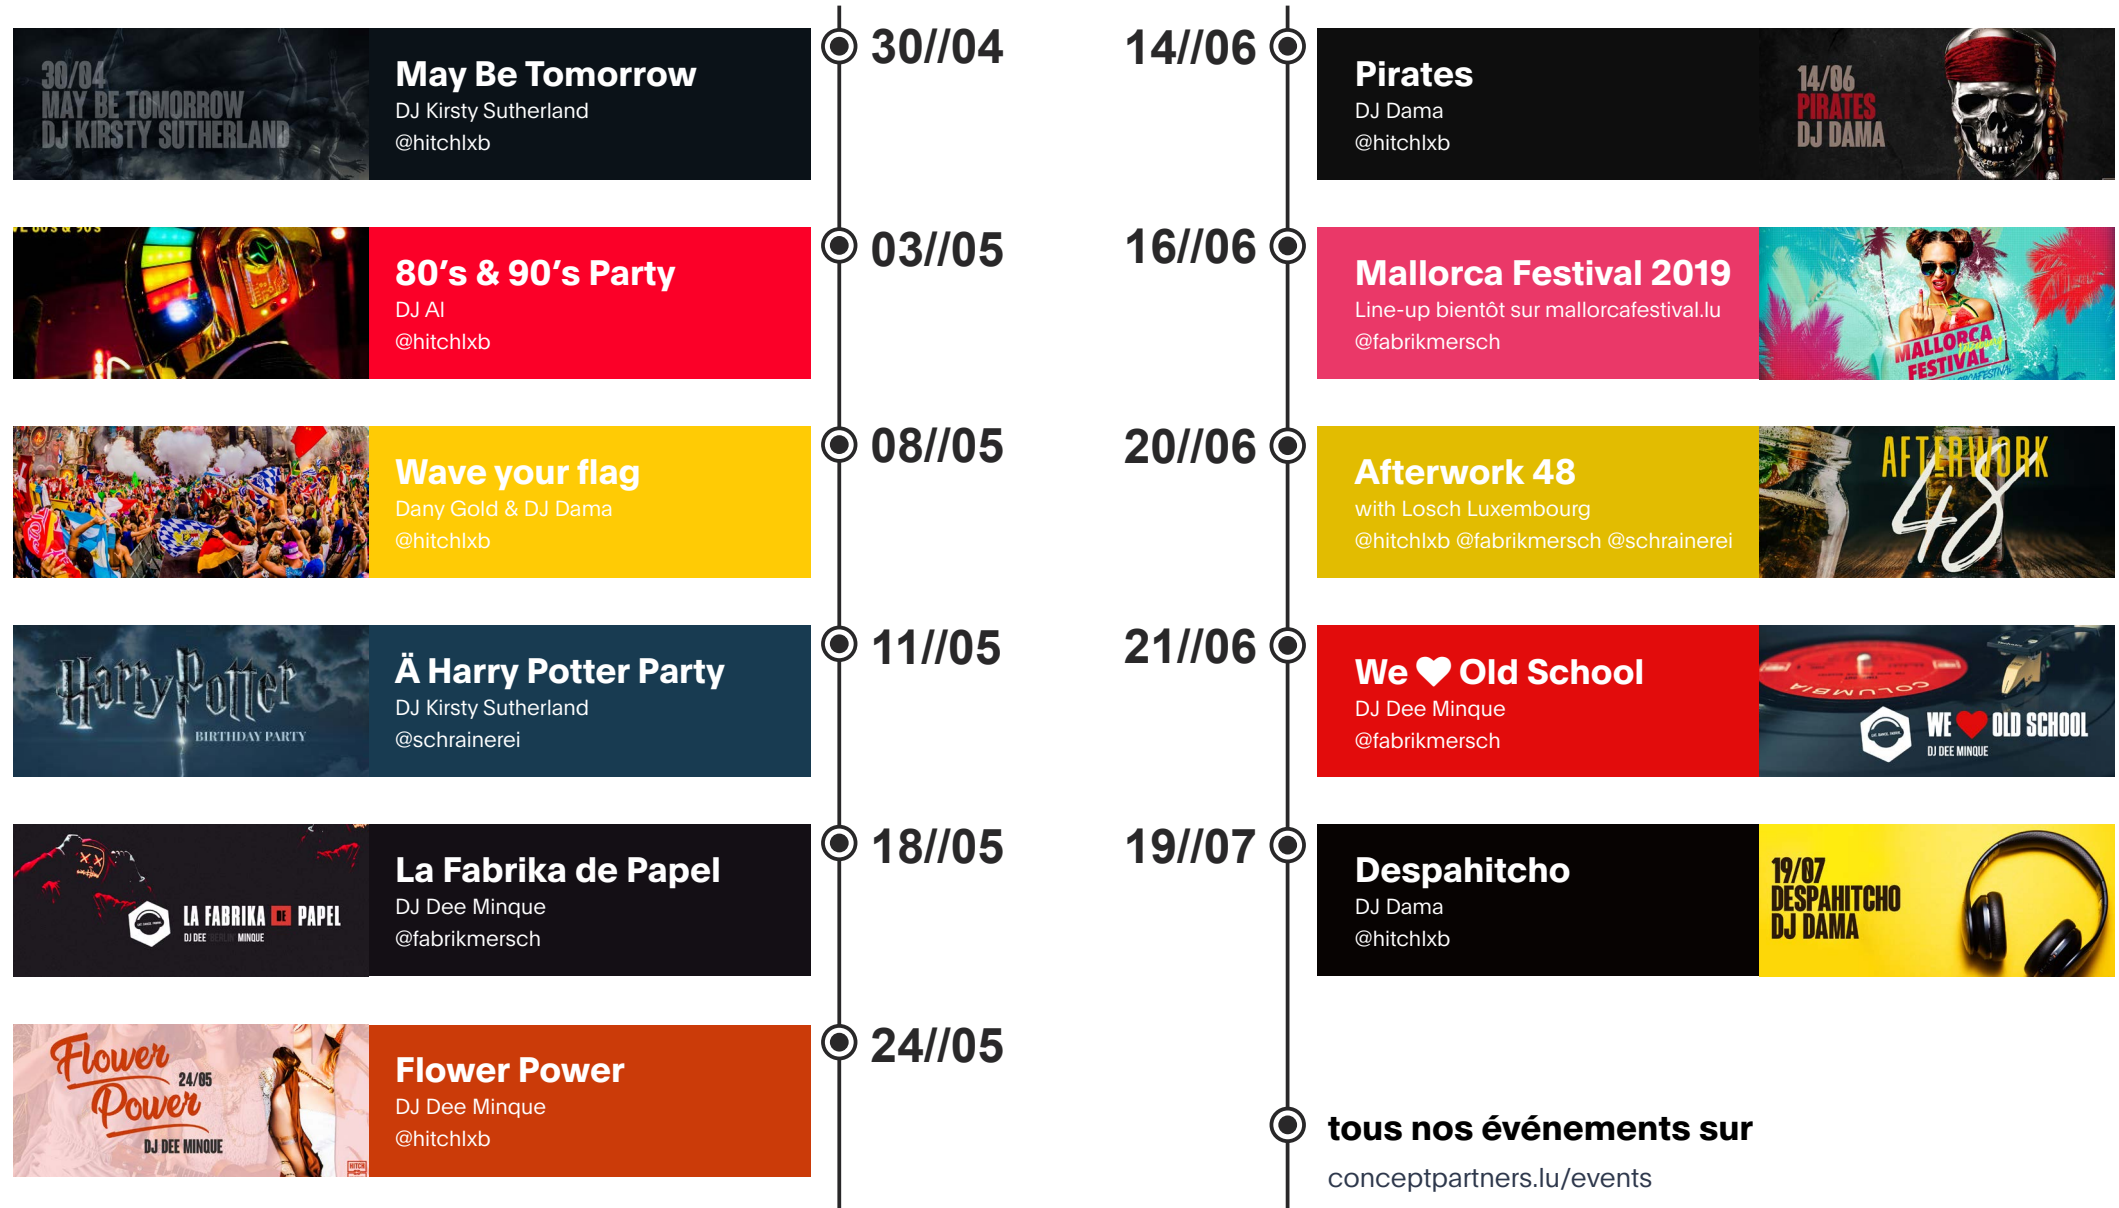 30/04
MAY BE TOMORROW
DJ KIRSTY SUTHERLAND
May Be Tomorrow
DJ Kirsty Sutherland
@hitchlxb
30//04
80's & 90's Party
DJ Al
@hitchlxb
03//05
Wave your flag
Dany Gold & DJ Dama
@hitchlxb
08//05
Harry Potter
BIRTHDAY PARTY
Ä Harry Potter Party
DJ Kirsty Sutherland
@schrainerei
11//05
LA FABRIKA DE PAPEL
DJ DEE BERLIN MINQUE
La Fabrika de Papel
DJ Dee Minque
@fabrikmersch
18//05
Flower
24/05
Power
DJ DEE MINQUE
HITCH
Flower Power
DJ Dee Minque
@hitchlxb
24//05
14//06
Pirates
DJ Dama
@hitchlxb
14/06
PIRATES
DJ DAMA
16//06
Mallorca Festival 2019
Line-up bientôt sur mallorcafestival.lu
@fabrikmersch
MALLORCA
FESTIVAL
20//06
Afterwork 48
with Losch Luxembourg
@hitchlxb @fabrikmersch @schrainerei
AFTERWORK
48
21//06
We ♥ Old School
DJ Dee Minque
@fabrikmersch
COLUMBIA
WE ♥ OLD SCHOOL
DJ DEE MINQUE
19//07
Despahitcho
DJ Dama
@hitchlxb
19/07
DESPAHITCHO
DJ DAMA
tous nos événements sur
conceptpartners.lu/events